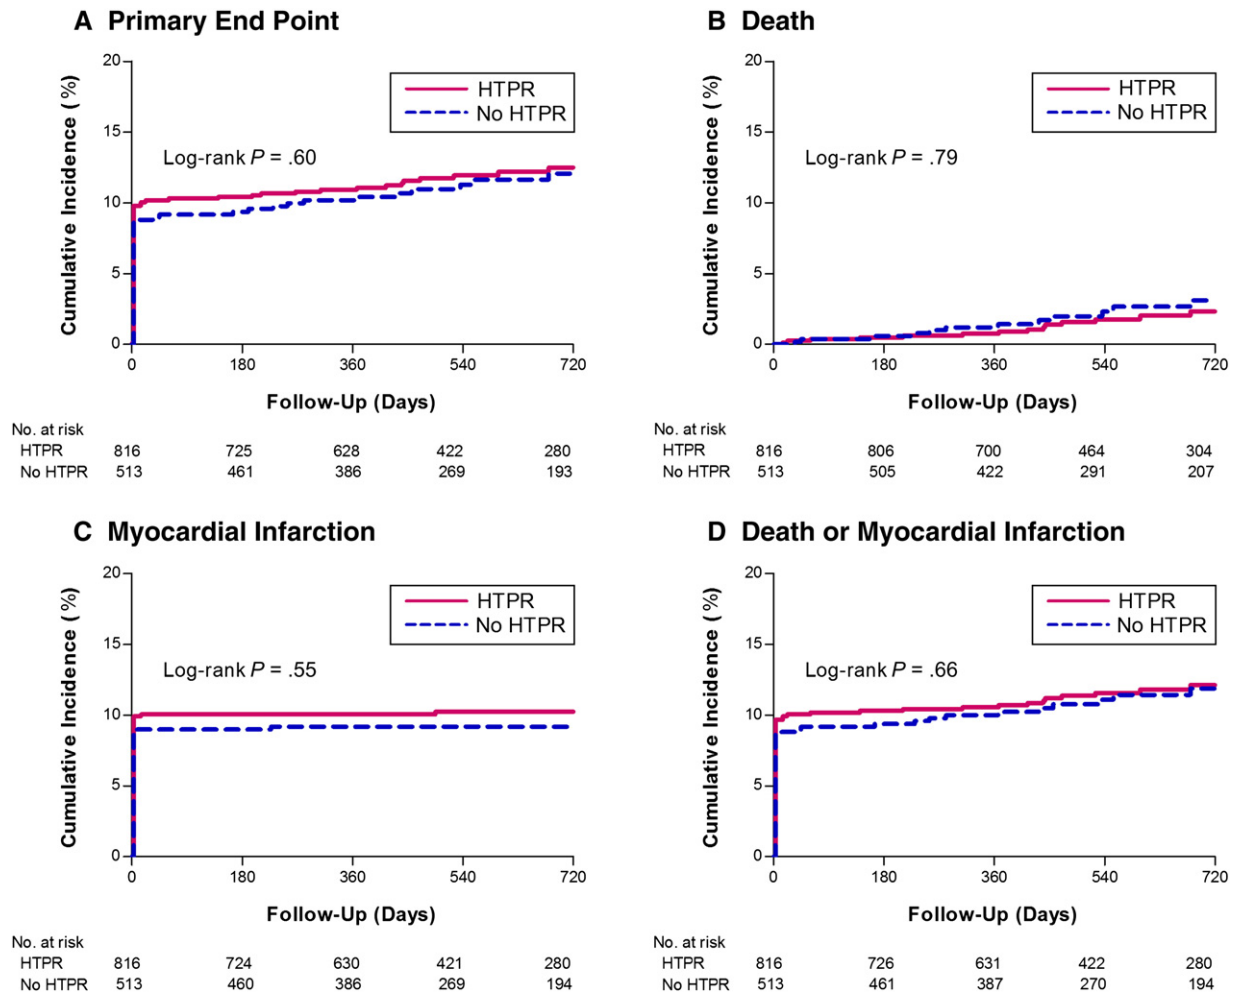 A Primary End Point
20
15
10
5
0
Cumulative Incidence (%)
HTPR
No HTPR
Log-rank P = .60
0 180 360 540 720
Follow-Up (Days)
No. at risk
HTPR 816 725 628 422 280
No HTPR 513 461 386 269 193
B Death
20
15
10
5
0
Cumulative Incidence (%)
HTPR
No HTPR
Log-rank P = .79
0 180 360 540 720
Follow-Up (Days)
No. at risk
HTPR 816 806 700 464 304
No HTPR 513 505 422 291 207
C Myocardial Infarction
20
15
10
5
0
Cumulative Incidence (%)
HTPR
No HTPR
Log-rank P = .55
0 180 360 540 720
Follow-Up (Days)
No. at risk
HTPR 816 724 630 421 280
No HTPR 513 460 386 269 194
D Death or Myocardial Infarction
20
15
10
5
0
Cumulative Incidence (%)
HTPR
No HTPR
Log-rank P = .66
0 180 360 540 720
Follow-Up (Days)
No. at risk
HTPR 816 726 631 422 280
No HTPR 513 461 387 270 194